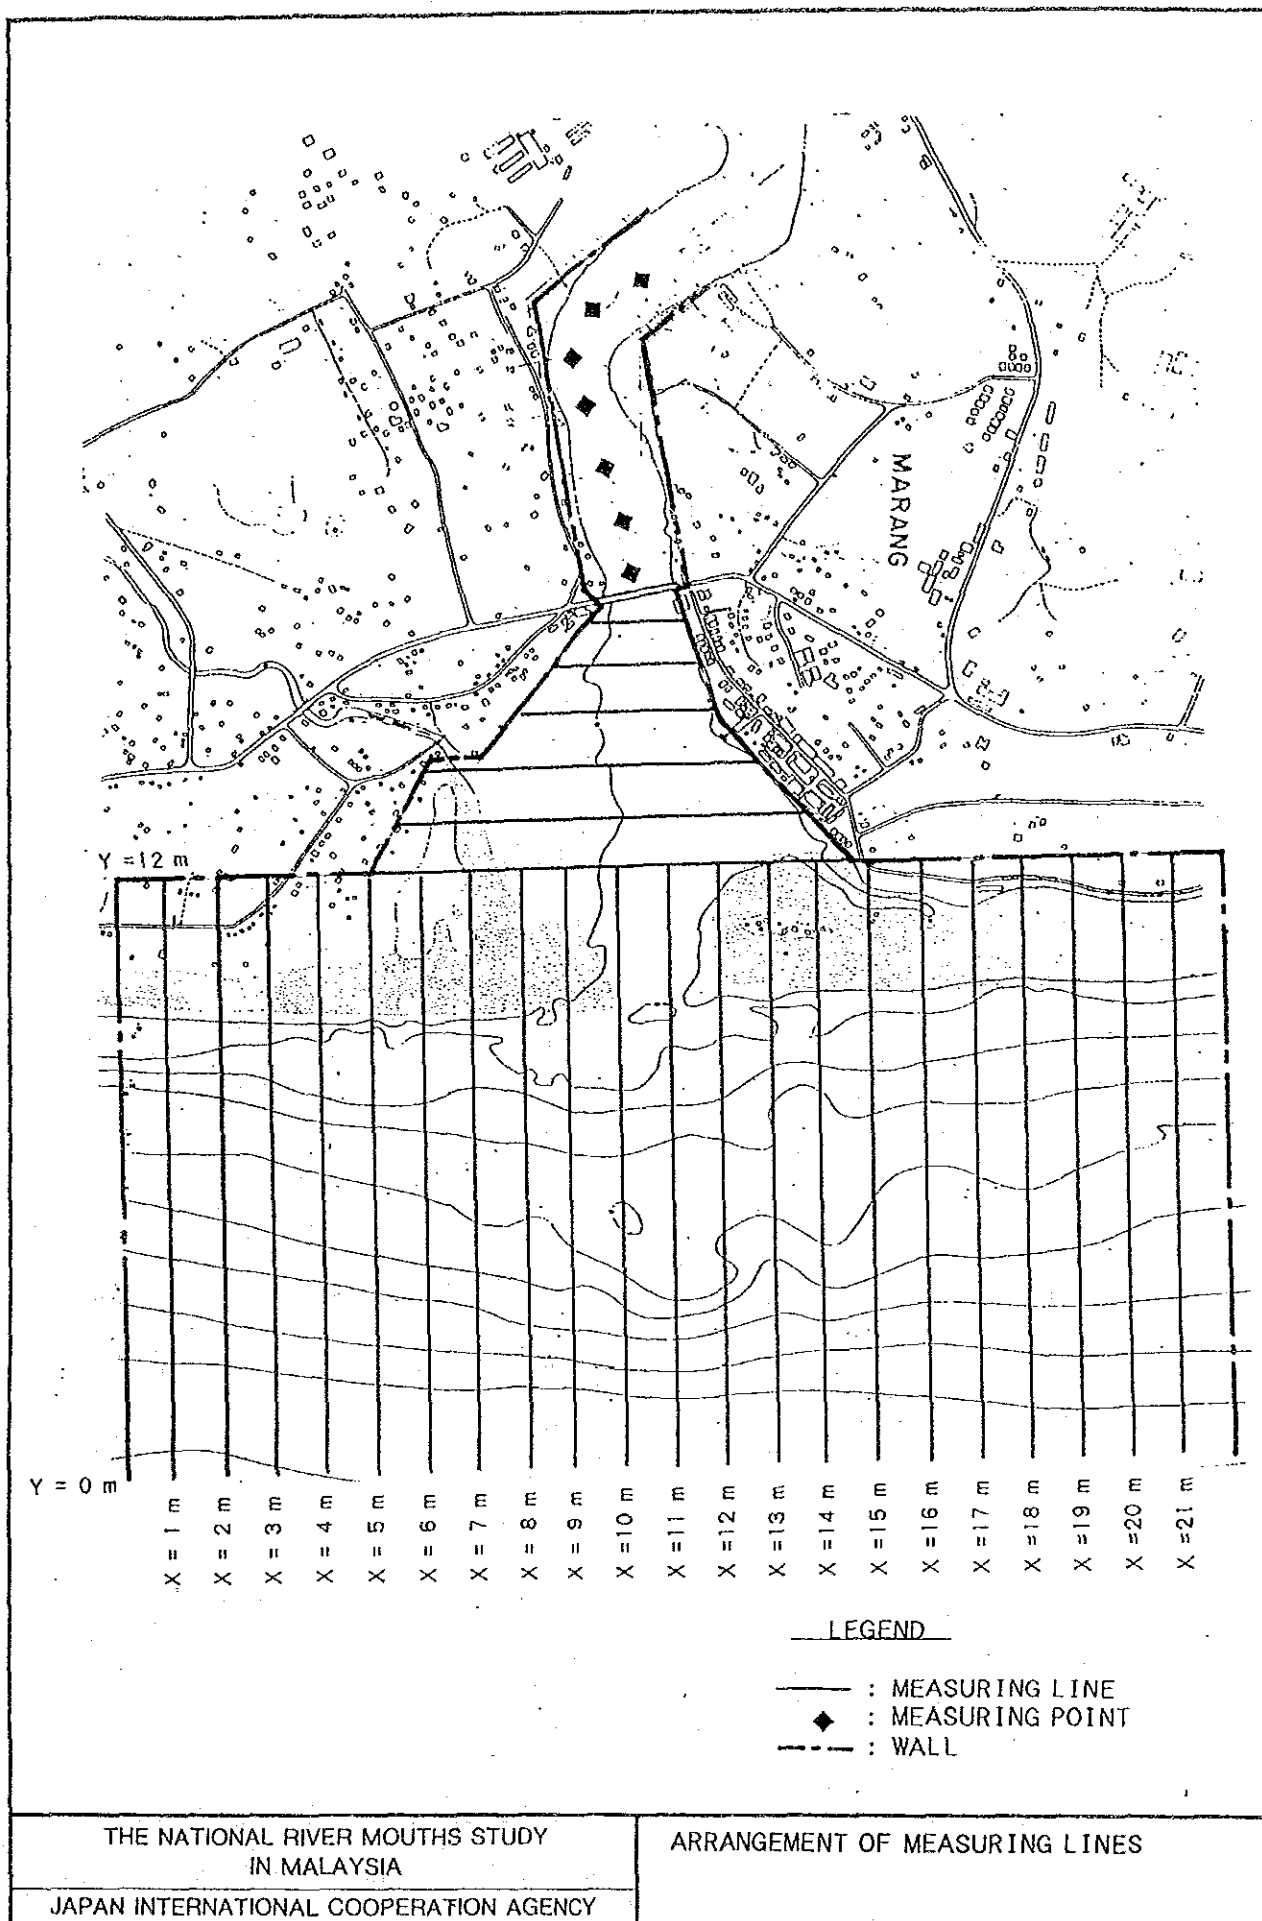 MARANG
Y = 12 m
Y = 0 m
X = 1 m
X = 2 m
X = 3 m
X = 4 m
X = 5 m
X = 6 m
X = 7 m
X = 8 m
X = 9 m
X = 10 m
X = 11 m
X = 12 m
X = 13 m
X = 14 m
X = 15 m
X = 16 m
X = 17 m
X = 18 m
X = 19 m
X = 20 m
X = 21 m
LEGEND
: MEASURING LINE
: MEASURING POINT
: WALL
THE NATIONAL RIVER MOUTHS STUDY
IN MALAYSIA
JAPAN INTERNATIONAL COOPERATION AGENCY
ARRANGEMENT OF MEASURING LINES